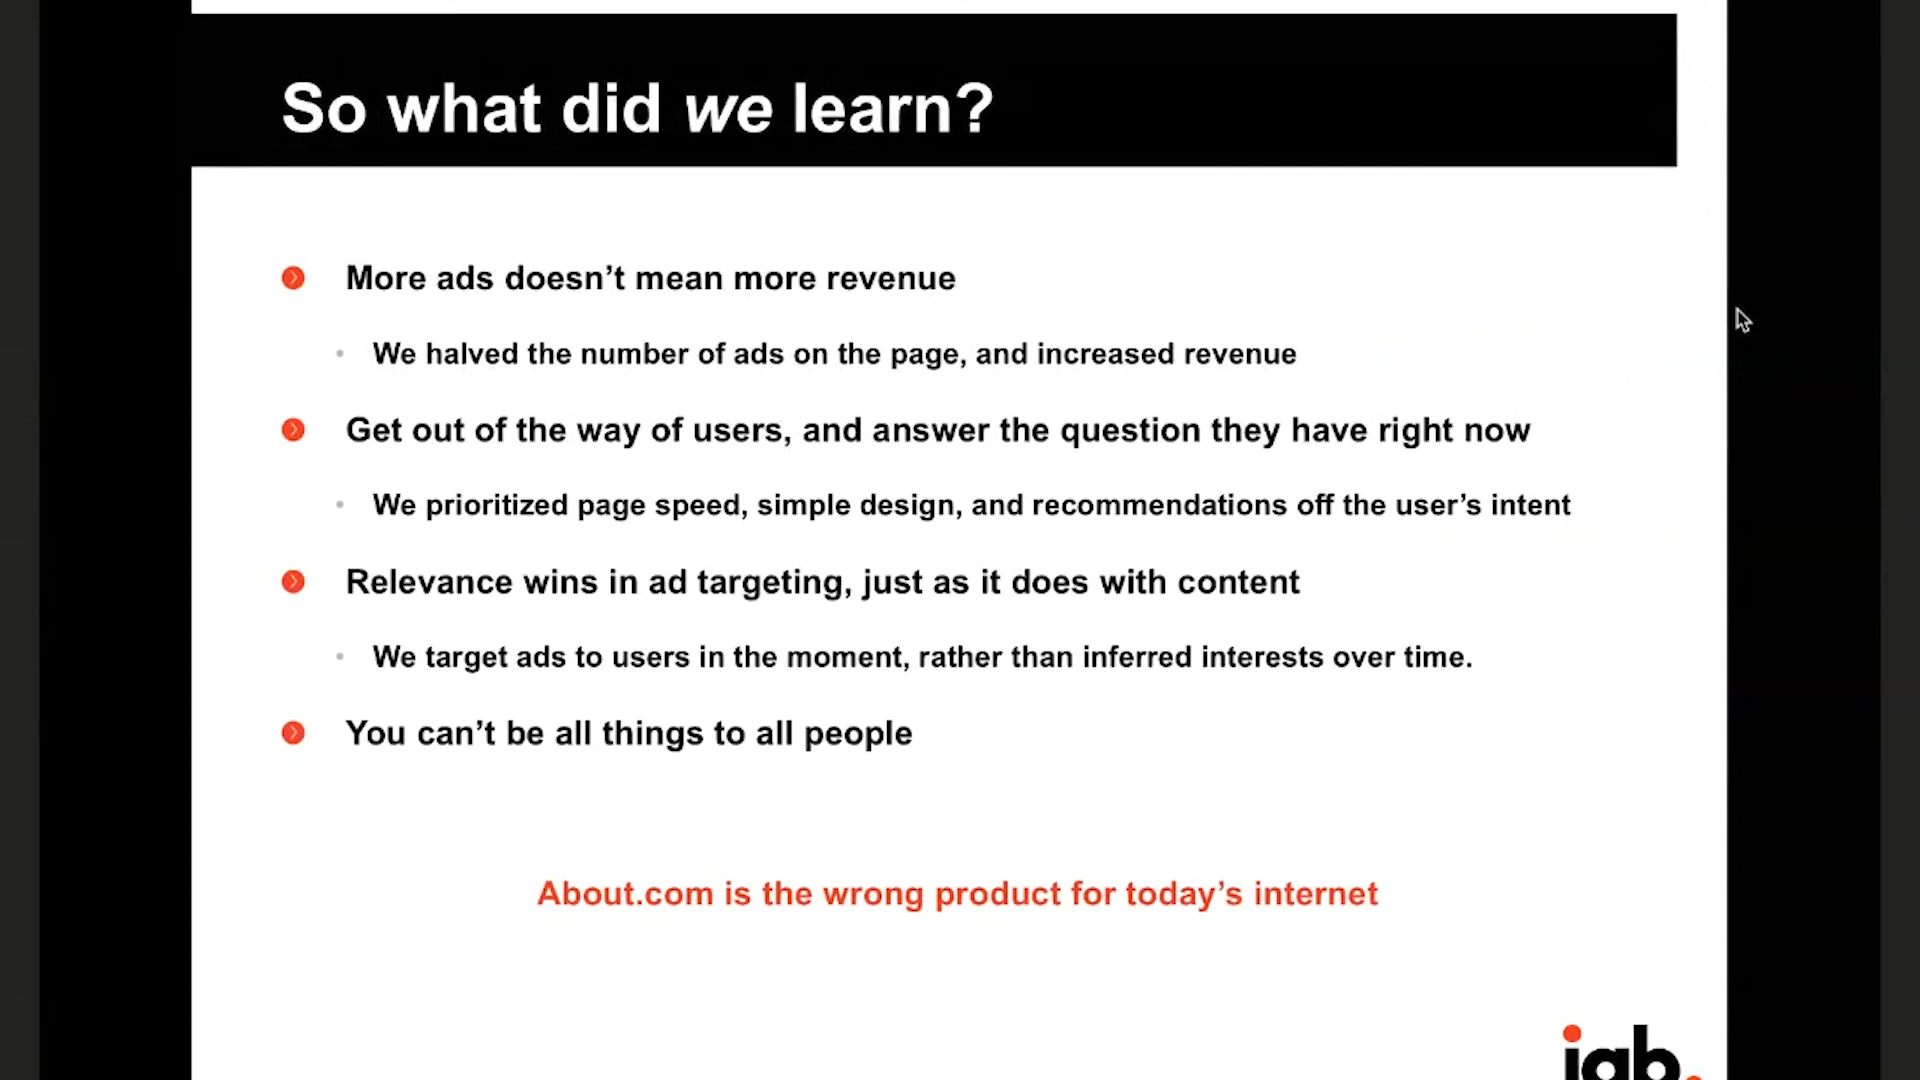 So what did we learn?
More ads doesn’t mean more revenue
We halved the number of ads on the page, and increased revenue
Get out of the way of users, and answer the question they have right now
We prioritized page speed, simple design, and recommendations off the user’s intent
Relevance wins in ad targeting, just as it does with content
We target ads to users in the moment, rather than inferred interests over time.
You can’t be all things to all people
About.com is the wrong product for today’s internet
iab.